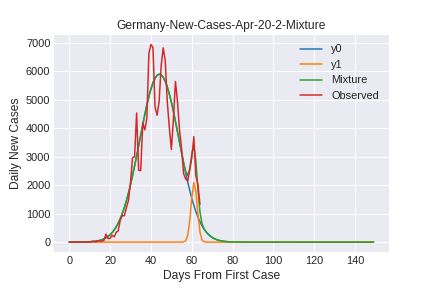 Germany-New-Cases-Apr-20-2-Mixture
y0
y1
Mixture
Observed
Daily New Cases
7000
6000
5000
4000
3000
2000
1000
0
0 20 40 60 80 100 120 140
Days From First Case